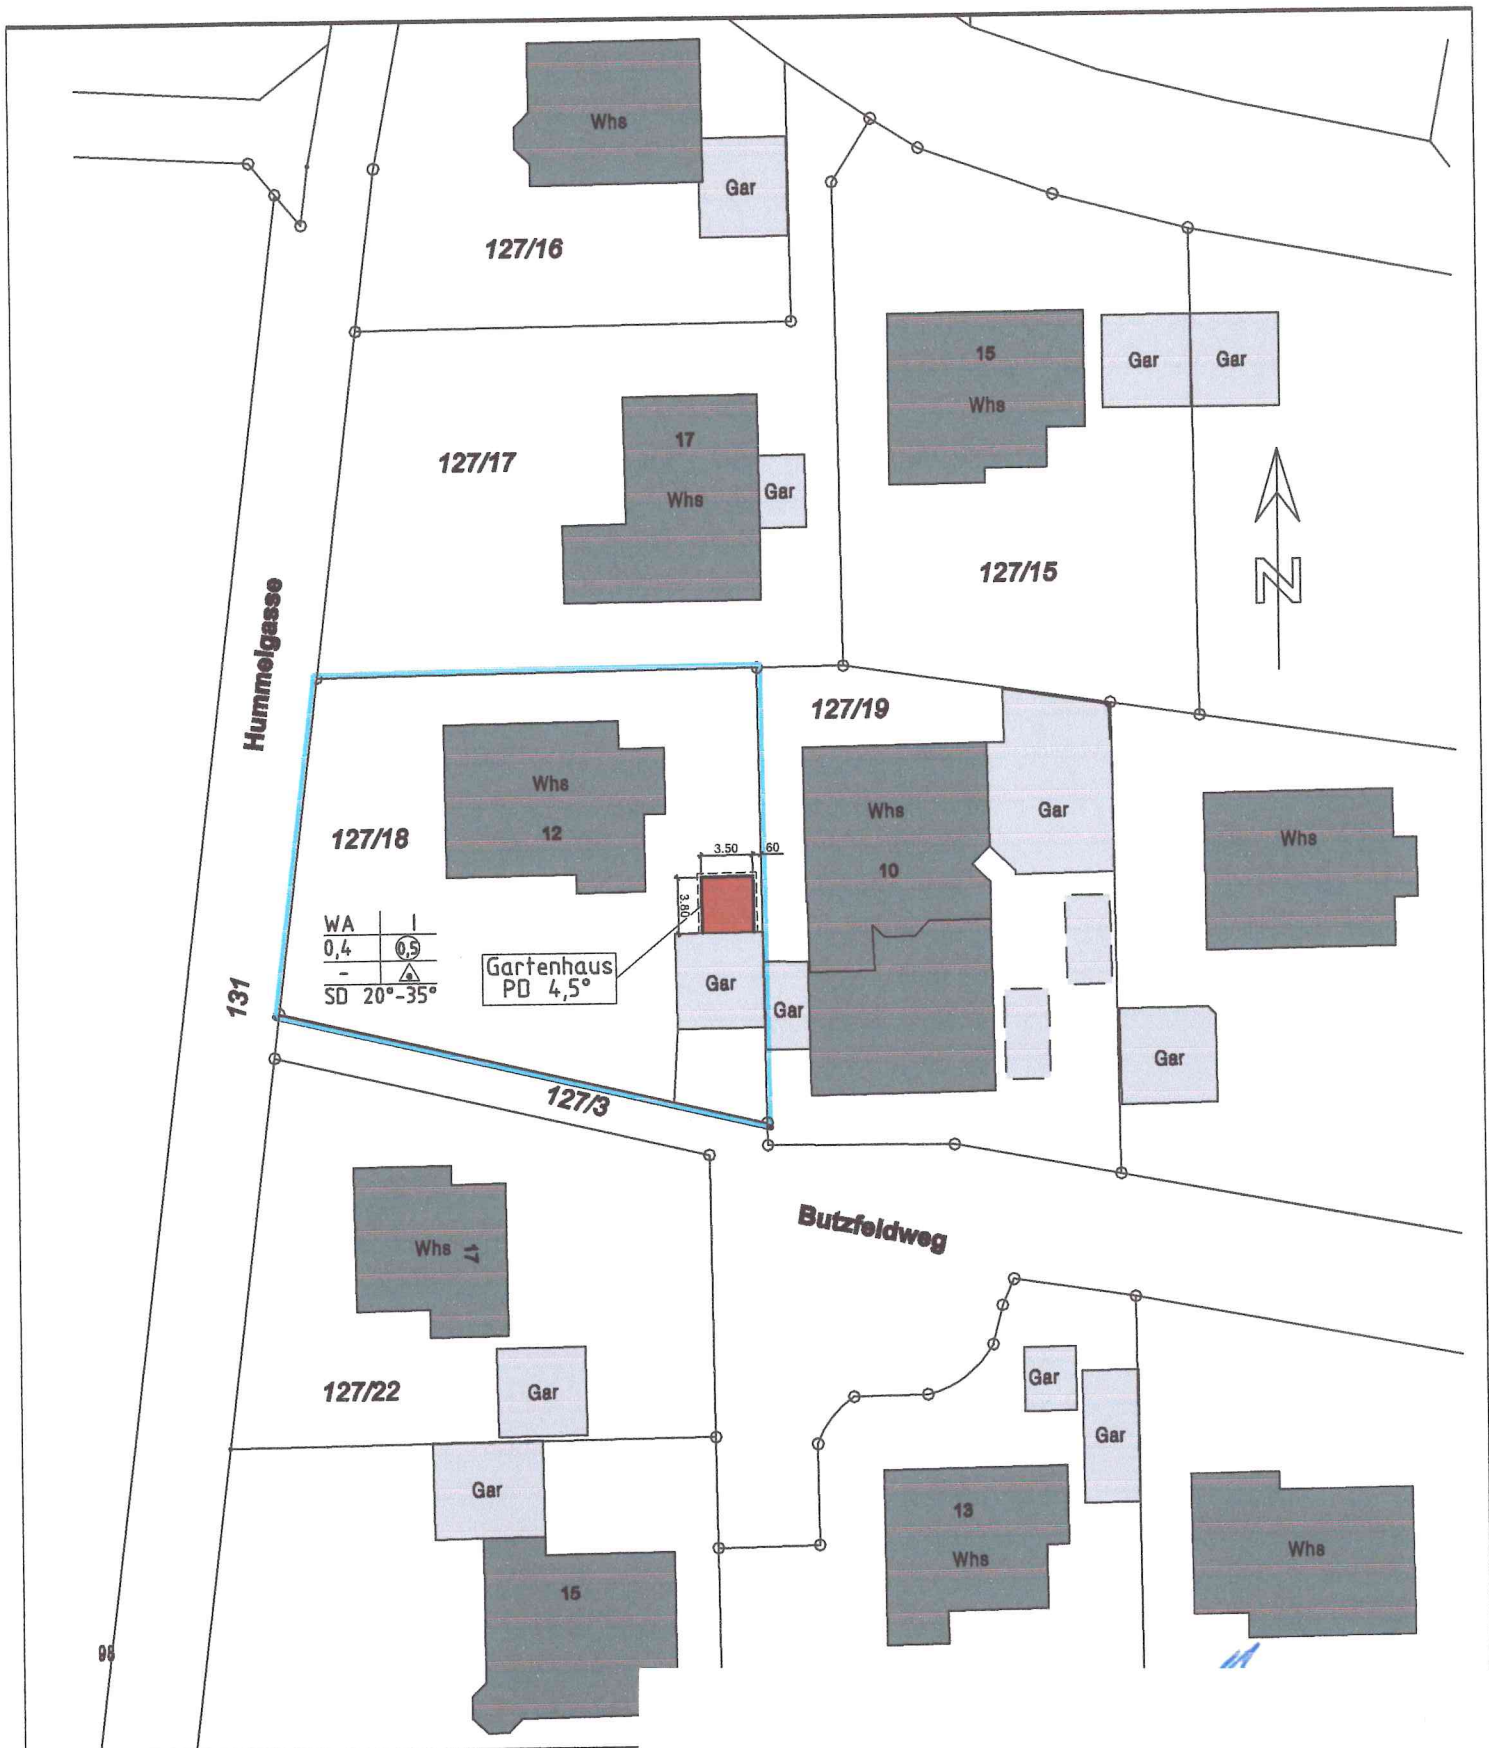 Whs
Gar
127/16
15
Whs
Gar
Gar
17
Whs
Gar
127/17
127/15
N
Hummelgasse
127/19
Whs
12
127/18
Whs
10
Gar
Whs
3.50
60
3.80
WA I
0,4 0,5
-
SD 20°-35°
Gartenhaus
PD 4,5°
Gar
Gar
131
Gar
127/3
Butzfeldweg
Whs
17
127/22
Gar
Gar
Gar
Gar
15
13
Whs
Whs
98